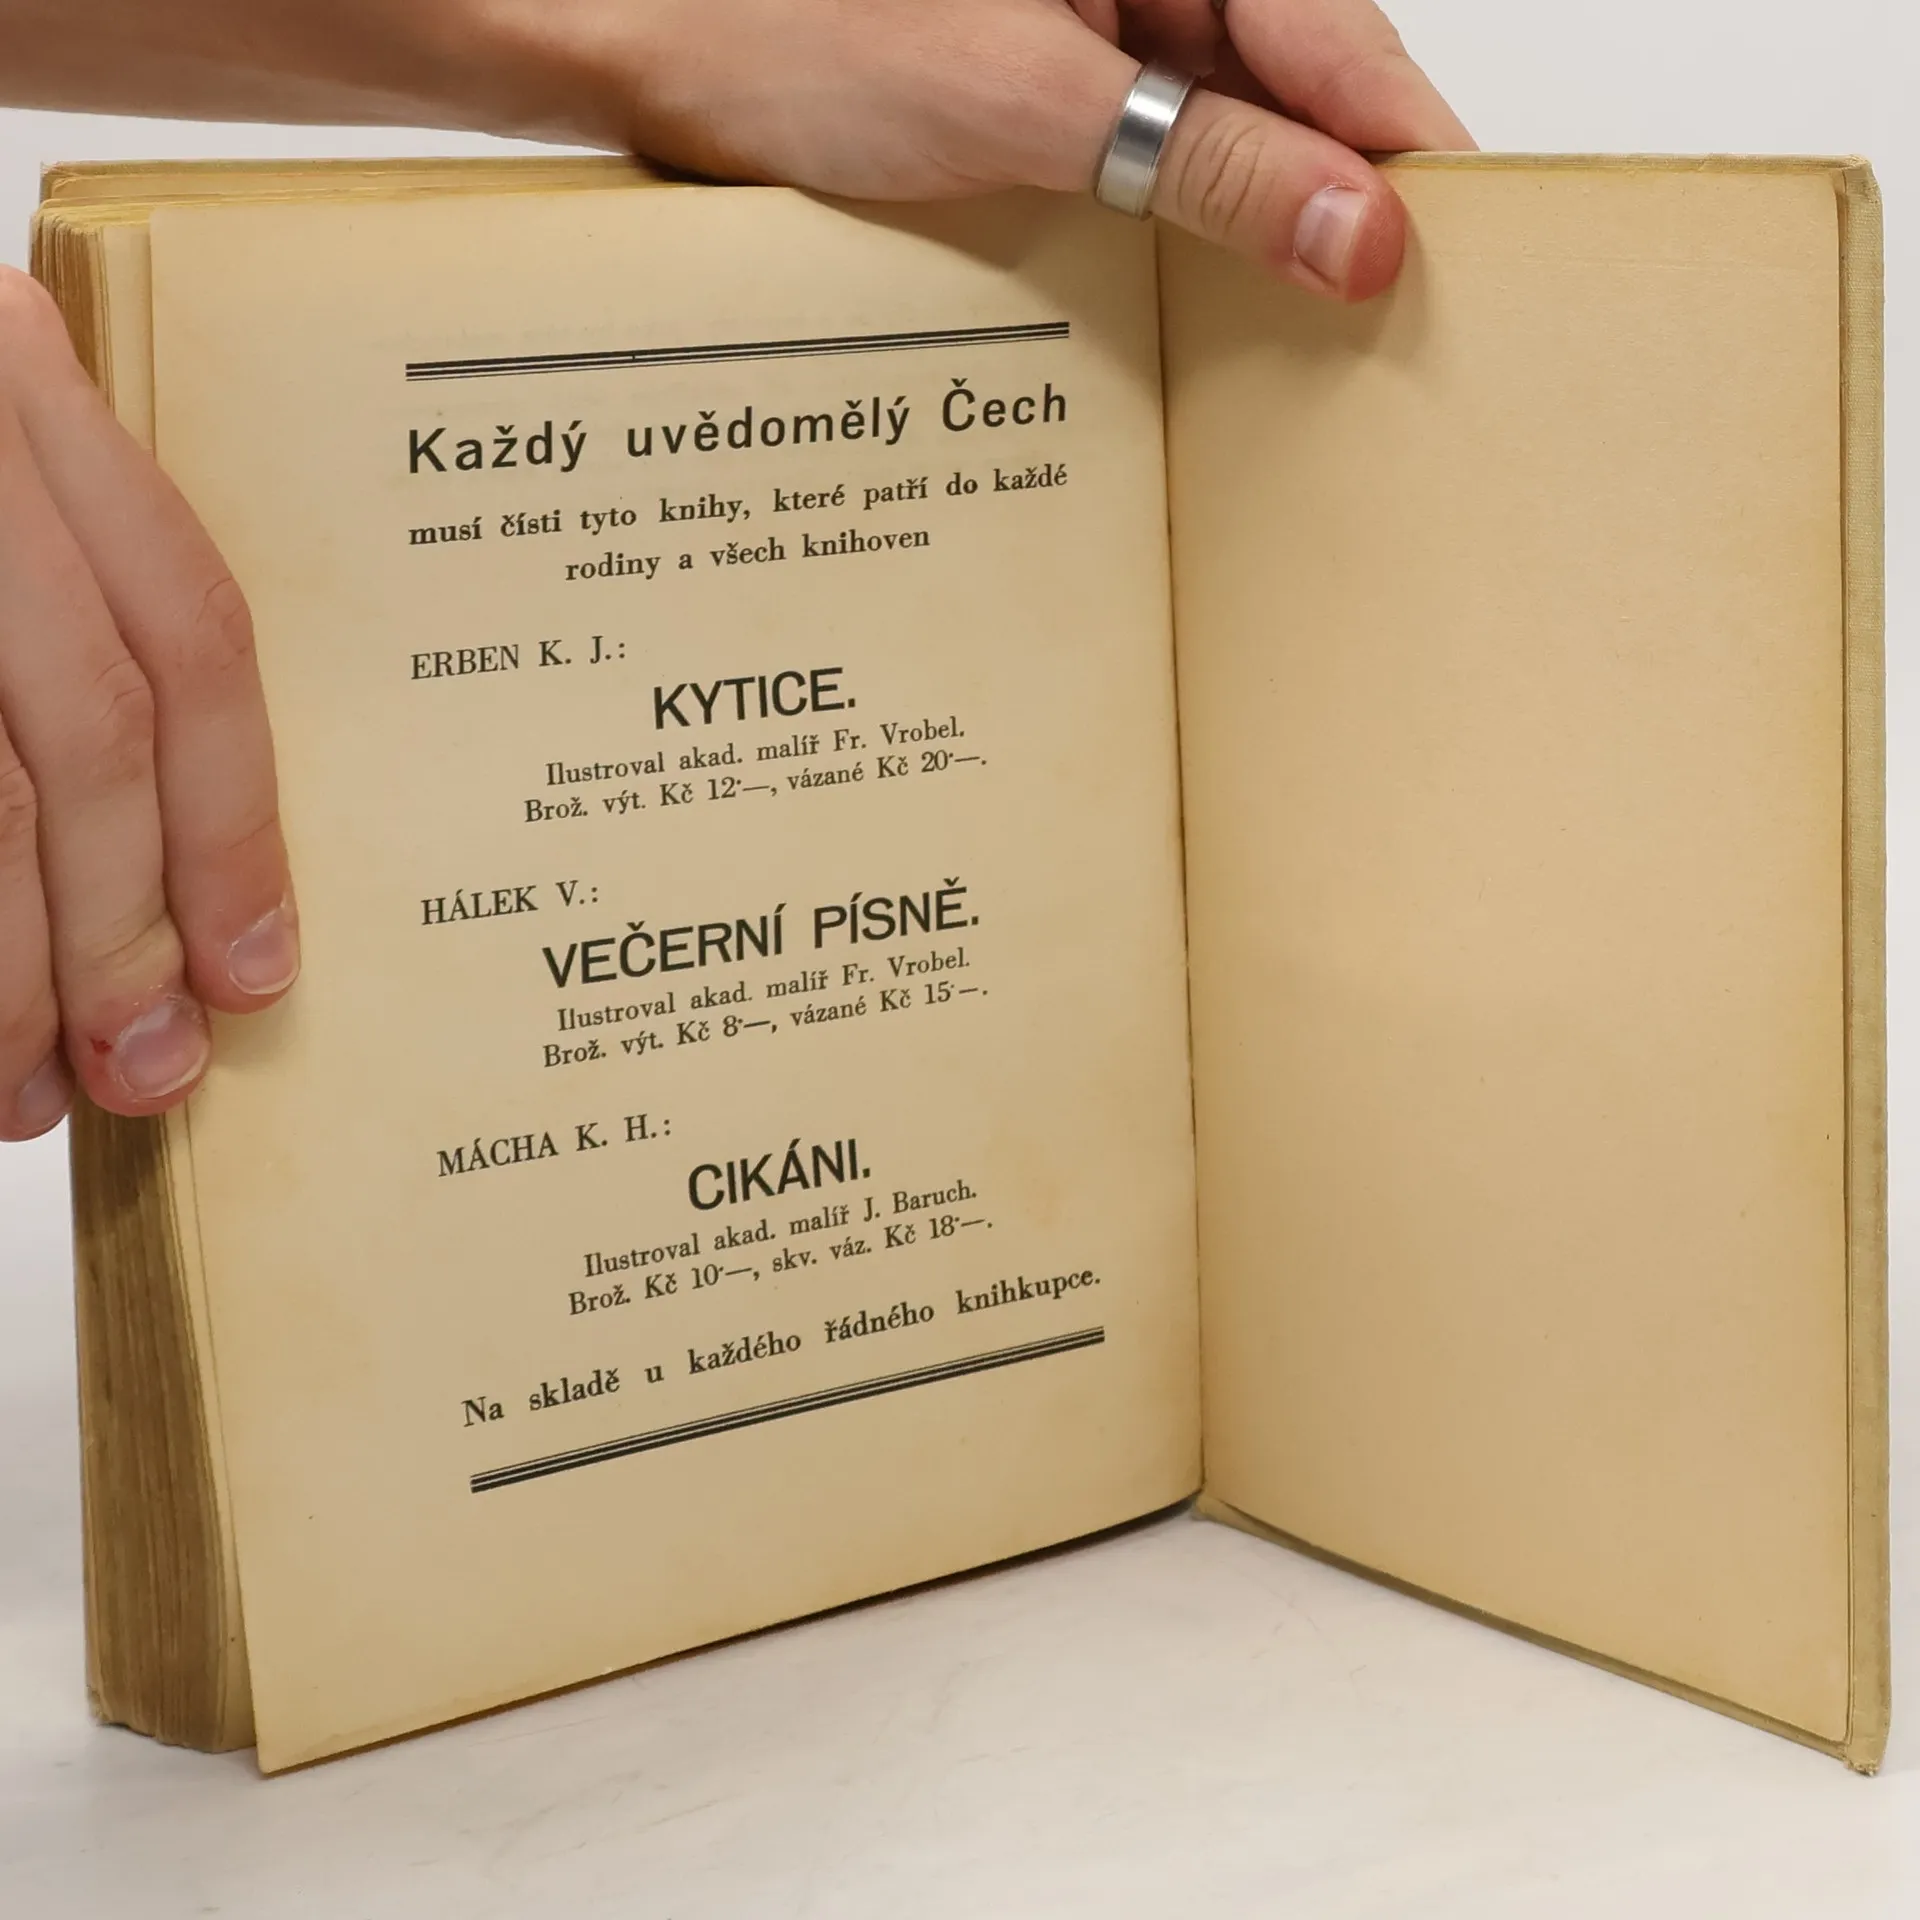 Každý uvědomělý Čech
musí čísti tyto knihy, které patří do každé
rodiny a všech knihoven
ERBEN K. J.:
KYTICE.
Ilustroval akad. malíř Fr. Vrobel.
Brož. výt. Kč 12·—, vázané Kč 20·—.
HÁLEK V.:
VEČERNÍ PÍSNĚ.
Ilustroval akad. malíř Fr. Vrobel.
Brož. výt. Kč 8·—, vázané Kč 15·—.
MÁCHA K. H.:
CIKÁNI.
Ilustroval akad. malíř J. Baruch.
Brož. Kč 10·—, skv. váz. Kč 18·—.
Na skladě u každého řádného knihkupce.